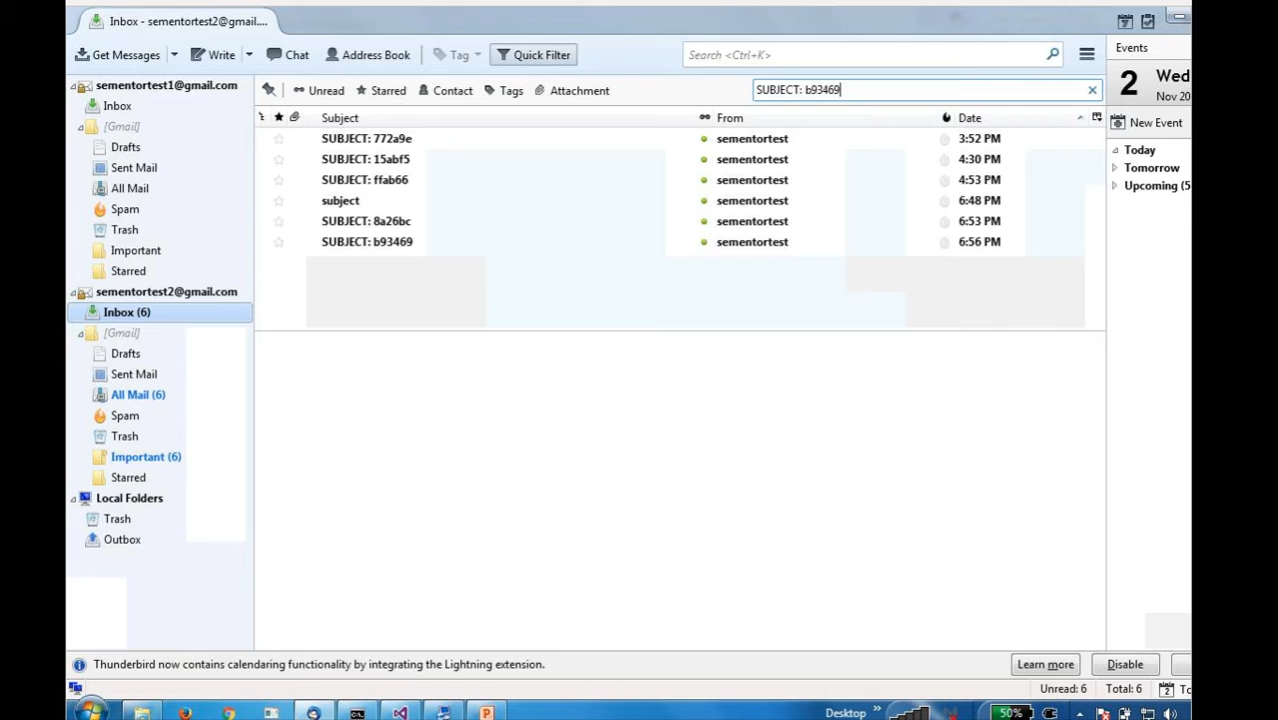 Inbox - sementortest2@gmail....
7
Get Messages Write Chat Address Book Tag Quick Filter Search <Ctrl+K> Events
Unread Starred Contact Tags Attachment SUBJECT: b93469
2 Wed
Nov 20
New Event
Today
Tomorrow
Upcoming (5
sementortest1@gmail.com
Inbox
[Gmail]
Drafts
Sent Mail
All Mail
Spam
Trash
Important
Starred
sementortest2@gmail.com
Inbox (6)
[Gmail]
Drafts
Sent Mail
All Mail (6)
Spam
Trash
Important (6)
Starred
Local Folders
Trash
Outbox
Subject From Date
SUBJECT: 772a9e sementortest 3:52 PM
SUBJECT: 15abf5 sementortest 4:30 PM
SUBJECT: ffab66 sementortest 4:53 PM
subject sementortest 6:48 PM
SUBJECT: 8a26bc sementortest 6:53 PM
SUBJECT: b93469 sementortest 6:56 PM
Thunderbird now contains calendaring functionality by integrating the Lightning extension. Learn more Disable
Unread: 6 Total: 6 2 To
Desktop » 50%